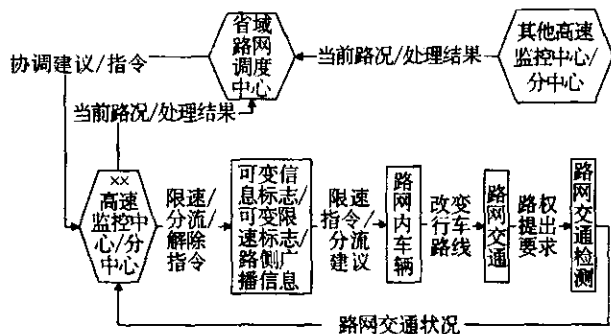 省域
路网
调度
中心
其他高速
监控中心/
分中心
当前路况/处理结果
协调建议/指令
当前路况/处理结果
××
高速
监控中
心/分
中心
限速/
分流/
解除
指令
可变信
息标志/
可变限
速标志/
路侧广
播信息
限速
指令/
分流
建议
路网内车辆
改变
行车
路线
路网交通
路权
提出
要求
路网交通检测
路网交通状况